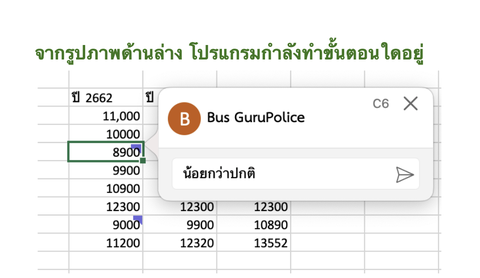 จากรูปภาพด้านล่าง โปรแกรมกำลังทำขั้นตอนใดอยู่
ปี 2662 ปี
C6
B Bus GuruPolice
11,000
10000
8900
น้อยกว่าปกติ
9900
10900
12300 12300 12300
9000 9900 10890
11200 12320 13552